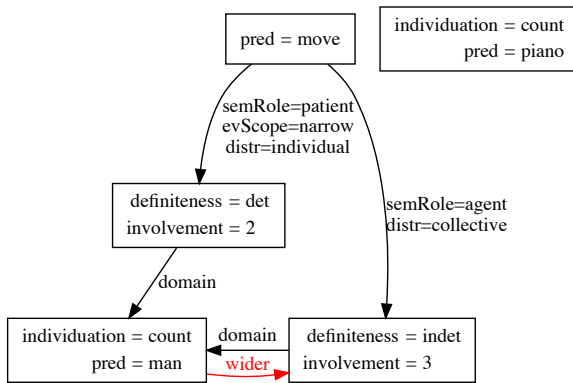 pred = move
individuation = count
pred = piano
semRole=patient
evScope=narrow
distr=individual
semRole=agent
distr=collective
definiteness = det
involvement = 2
domain
individuation = count
pred = man
domain
wider
definiteness = indet
involvement = 3